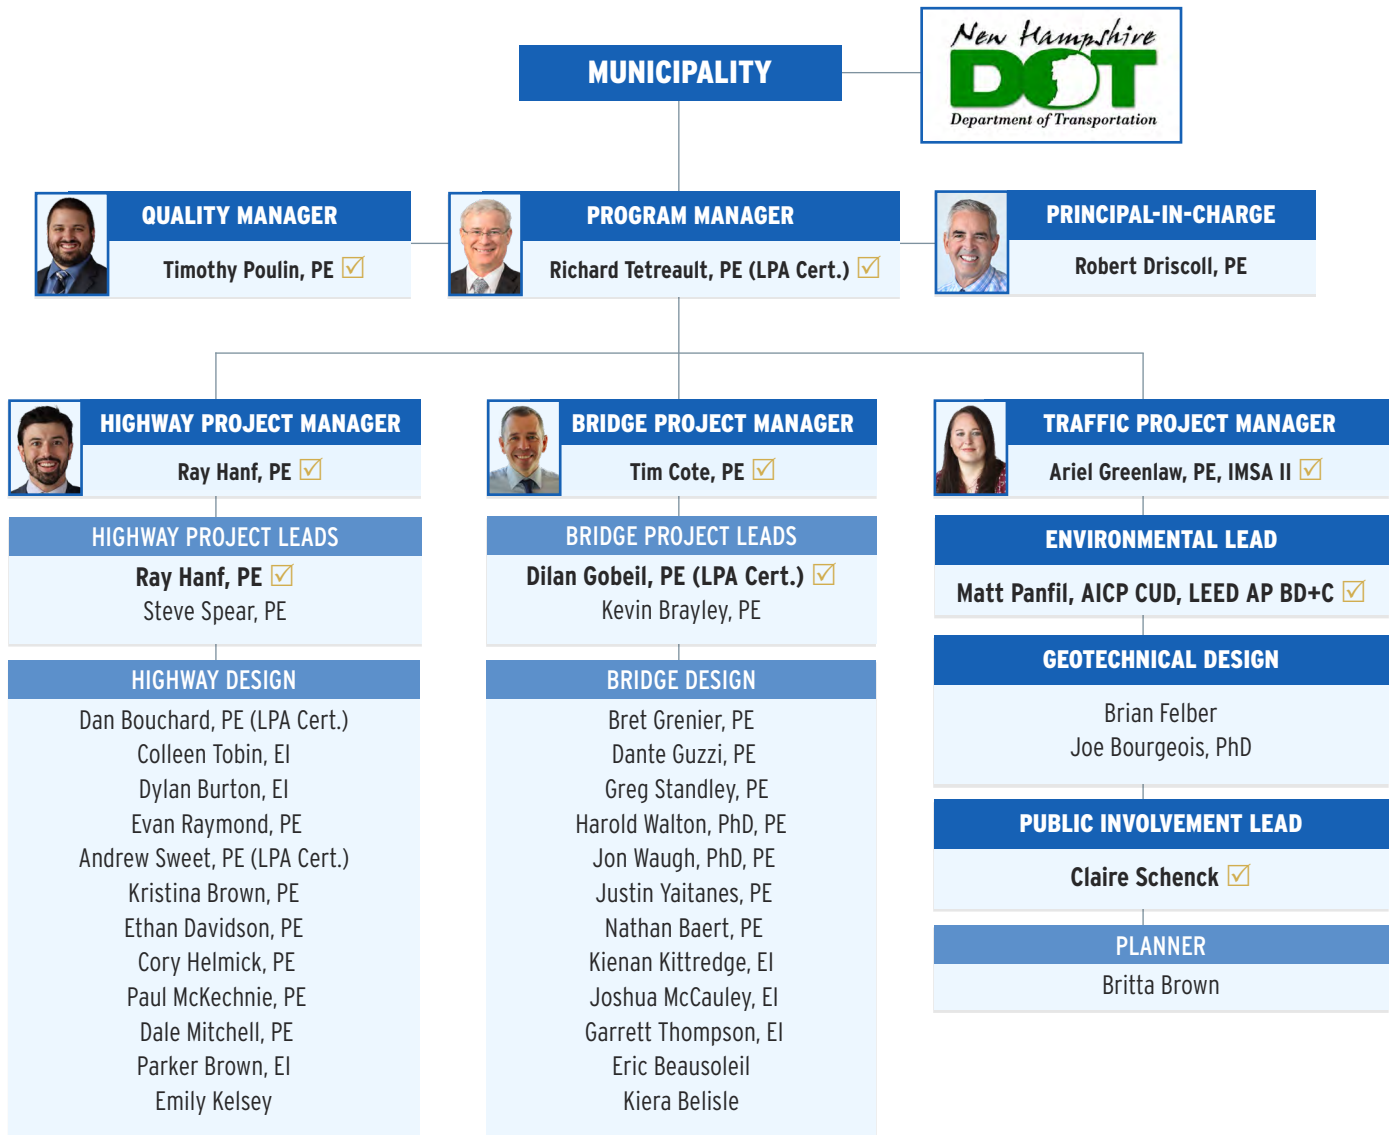 MUNICIPALITY
New Hampshire
DOT
Department of Transportation
QUALITY MANAGER
Timothy Poulin, PE ☑
PROGRAM MANAGER
Richard Tetreault, PE (LPA Cert.) ☑
PRINCIPAL-IN-CHARGE
Robert Driscoll, PE
HIGHWAY PROJECT MANAGER
Ray Hanf, PE ☑
HIGHWAY PROJECT LEADS
Ray Hanf, PE ☑
Steve Spear, PE
HIGHWAY DESIGN
Dan Bouchard, PE (LPA Cert.)
Colleen Tobin, EI
Dylan Burton, EI
Evan Raymond, PE
Andrew Sweet, PE (LPA Cert.)
Kristina Brown, PE
Ethan Davidson, PE
Cory Helmick, PE
Paul McKechnie, PE
Dale Mitchell, PE
Parker Brown, EI
Emily Kelsey
BRIDGE PROJECT MANAGER
Tim Cote, PE ☑
BRIDGE PROJECT LEADS
Dilan Gobeil, PE (LPA Cert.) ☑
Kevin Brayley, PE
BRIDGE DESIGN
Bret Grenier, PE
Dante Guzzi, PE
Greg Standley, PE
Harold Walton, PhD, PE
Jon Waugh, PhD, PE
Justin Yaitanes, PE
Nathan Baert, PE
Kienan Kittredge, EI
Joshua McCauley, EI
Garrett Thompson, EI
Eric Beausoleil
Kiera Belisle
TRAFFIC PROJECT MANAGER
Ariel Greenlaw, PE, IMSA II ☑
ENVIRONMENTAL LEAD
Matt Panfil, AICP CUD, LEED AP BD+C ☑
GEOTECHNICAL DESIGN
Brian Felber
Joe Bourgeois, PhD
PUBLIC INVOLVEMENT LEAD
Claire Schenck ☑
PLANNER
Britta Brown